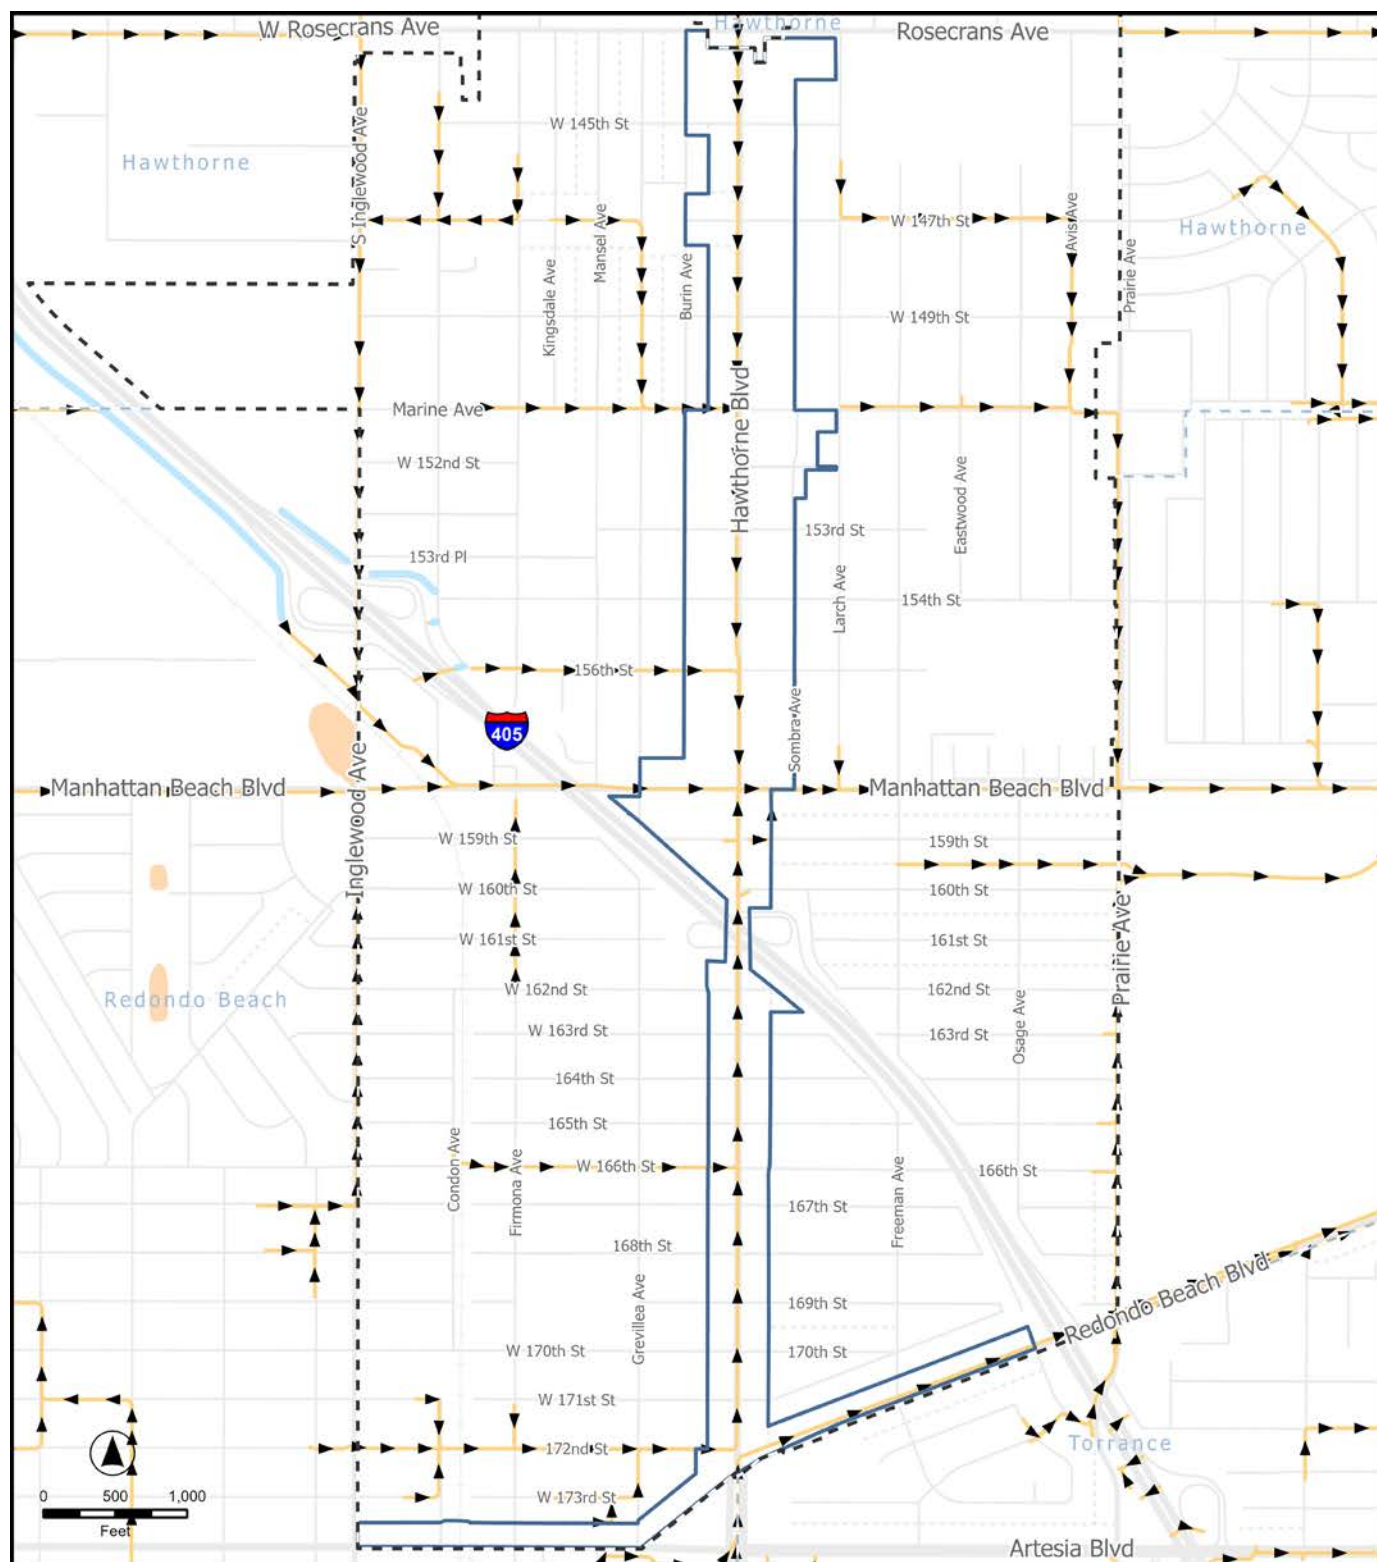 Hawthorne
W Rosecrans Ave
Rosecrans Ave
S Inglewood Ave
W 145th St
Hawthorne
Mansel Ave
Kingsdale Ave
Burin Ave
W 147th St
Avis Ave
Prairie Ave
Hawthorne
W 149th St
Marine Ave
Hawthorne Blvd
W 152nd St
153rd Pl
153rd St
Eastwood Ave
Larch Ave
154th St
156th St
Sombra Ave
405
Inglewood Ave
Manhattan Beach Blvd
Manhattan Beach Blvd
W 159th St
159th St
W 160th St
160th St
W 161st St
161st St
Prairie Ave
Redondo Beach
W 162nd St
162nd St
Osage Ave
W 163rd St
163rd St
164th St
165th St
Condon Ave
Firmona Ave
W 166th St
Freeman Ave
166th St
167th St
168th St
Grevillea Ave
169th St
Redondo Beach Blvd
W 170th St
170th St
W 171st St
172nd St
Torrance
W 173rd St
0 500 1,000
Feet
Artesia Blvd